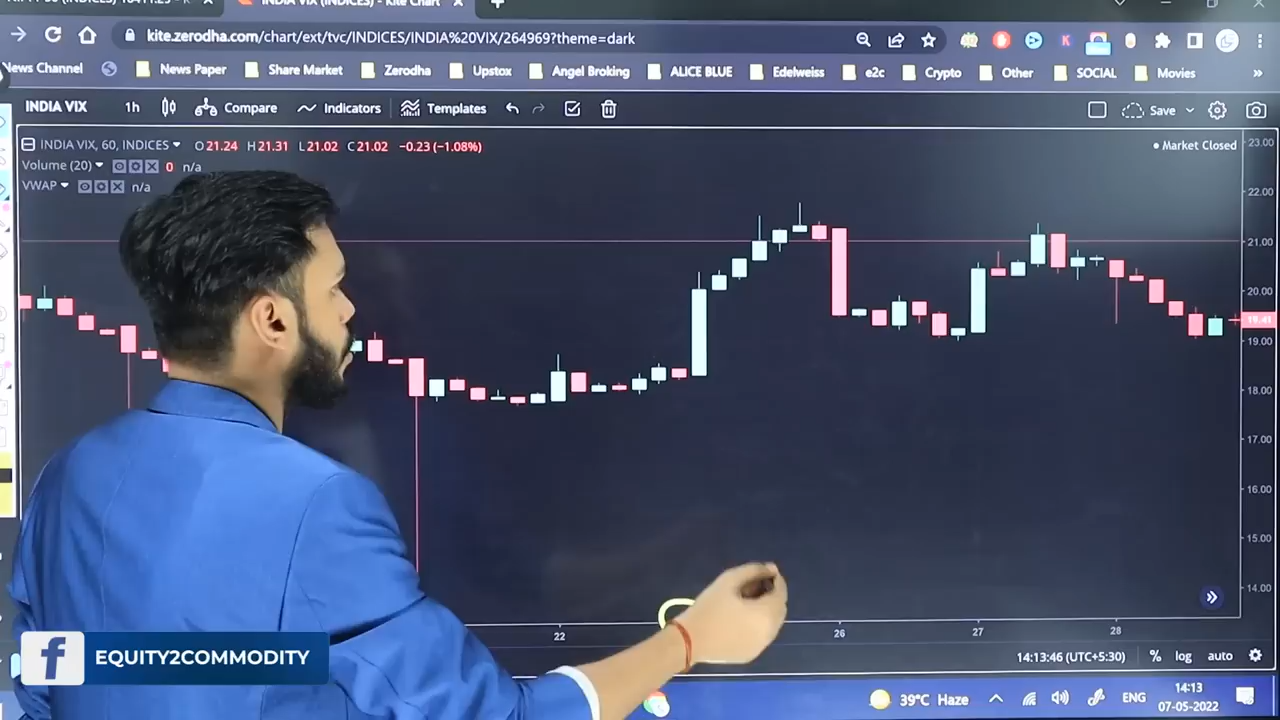 INDIA VIX (INDICES) - Kite Chart
kite.zerodha.com/chart/ext/tvc/INDICES/INDIA%20VIX/264969?theme=dark
News Channel News Paper Share Market Zerodha Upstox Angel Broking ALICE BLUE Edelweiss e2c Crypto Other SOCIAL Movies »
INDIA VIX 1h Compare Indicators Templates Save
INDIA VIX, 60, INDICES O21.24 H21.31 L21.02 C21.02 −0.23 (−1.08%) Market Closed
Volume (20) 0 n/a
VWAP n/a
23.00
22.00
21.00
20.00
19.41
19.00
18.00
17.00
16.00
15.00
14.00
22 26 27 28
14:13:46 (UTC+5:30) % log auto
f EQUITY2COMMODITY
39°C Haze ENG 14:13
07-05-2022